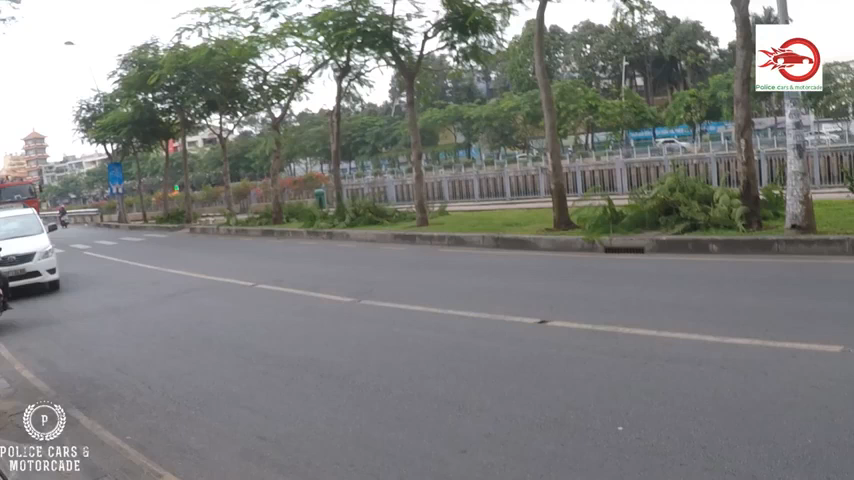 Police cars & motorcade
P
POLICE CARS &
MOTORCADE